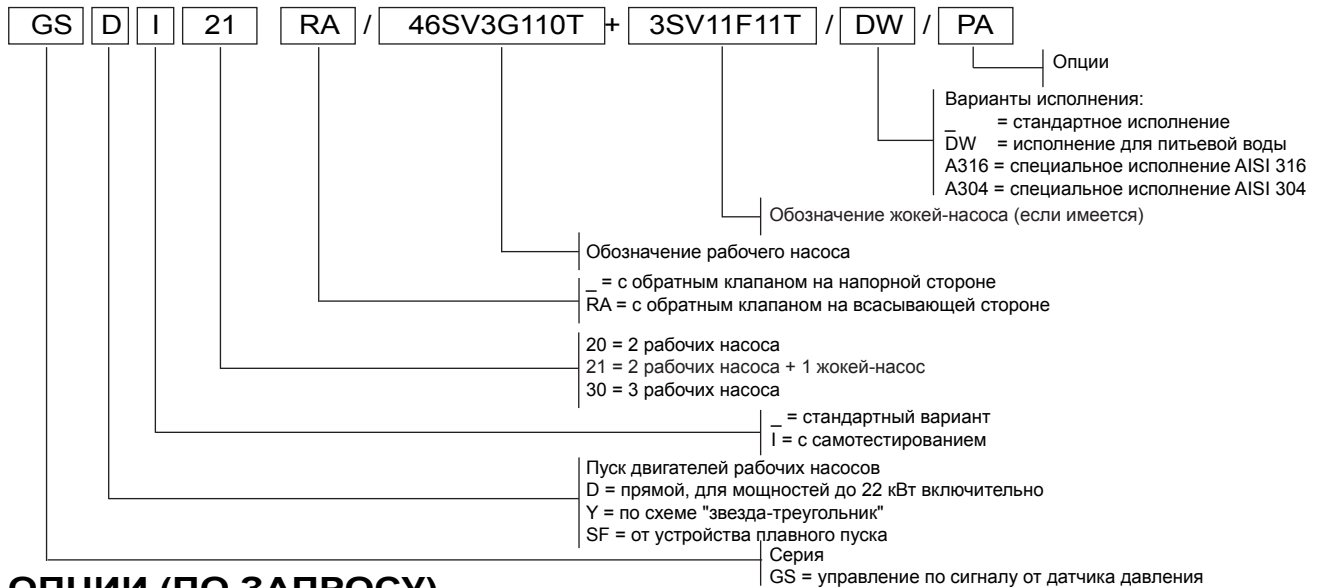 GS D I 21 RA / 46SV3G110T + 3SV11F11T / DW / PA
Опции
Варианты исполнения:
_ = стандартное исполнение
DW = исполнение для питьевой воды
A316 = специальное исполнение AISI 316
A304 = специальное исполнение AISI 304
Обозначение жокей-насоса (если имеется)
Обозначение рабочего насоса
_ = с обратным клапаном на напорной стороне
RA = с обратным клапаном на всасывающей стороне
20 = 2 рабочих насоса
21 = 2 рабочих насоса + 1 жокей-насос
30 = 3 рабочих насоса
_ = стандартный вариант
I = с самотестированием
Пуск двигателей рабочих насосов
D = прямой, для мощностей до 22 кВт включительно
Y = по схеме "звезда-треугольник"
SF = от устройства плавного пуска
Серия
GS = управление по сигналу от датчика давления
ОПЦИИ (ПО ЗАПРОСУ)